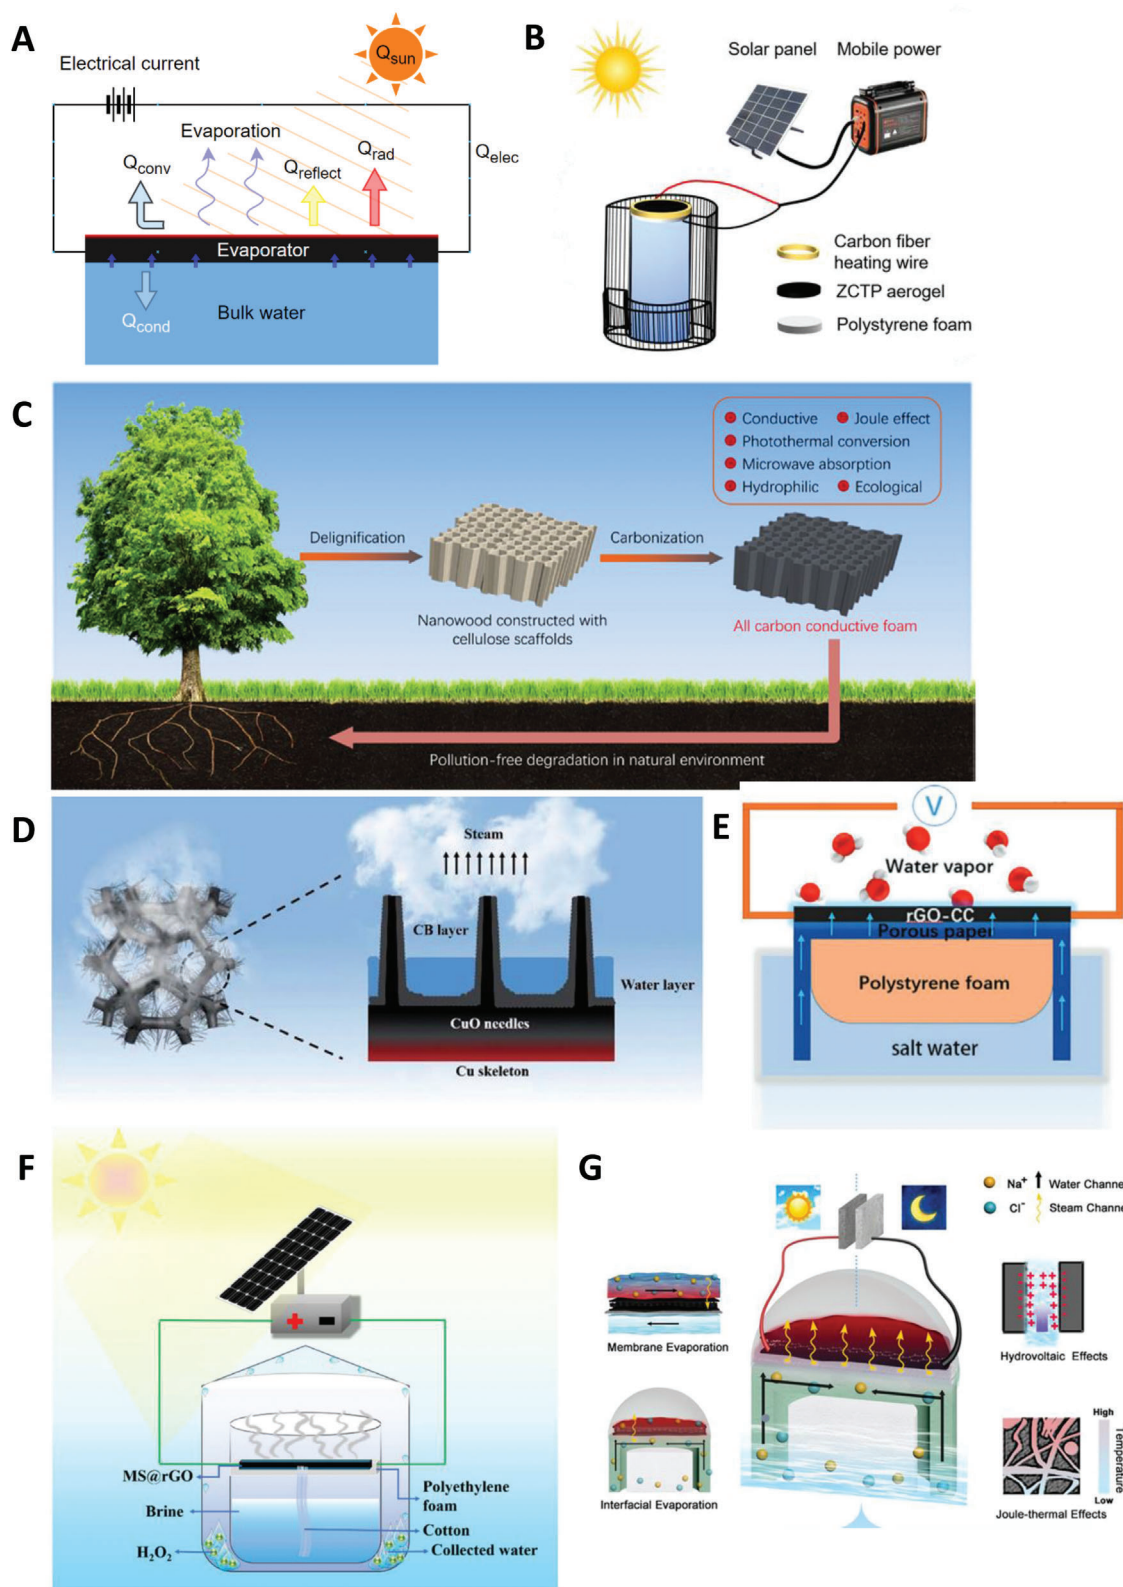 A
Electrical current
Qsun
Evaporation
Qconv
Qreflect
Qrad
Qelec
Evaporator
Qcond
Bulk water
B
Solar panel
Mobile power
Carbon fiber
heating wire
ZCTP aerogel
Polystyrene foam
C
Conductive
Joule effect
Photothermal conversion
Microwave absorption
Hydrophilic
Ecological
Delignification
Carbonization
Nanowood constructed with
cellulose scaffolds
All carbon conductive foam
Pollution-free degradation in natural environment
D
Steam
CB layer
Water layer
CuO needles
Cu skeleton
E
V
Water vapor
rGO-CC
Porous paper
Polystyrene foam
salt water
F
MS@rGO
Brine
H₂O₂
Polyethylene
foam
Cotton
Collected water
G
Na⁺
Water Channe
Cl⁻
Steam Channe
Membrane Evaporation
Hydrovoltaic Effects
Interfacial Evaporation
High
Temperature
Low
Joule-thermal Effects